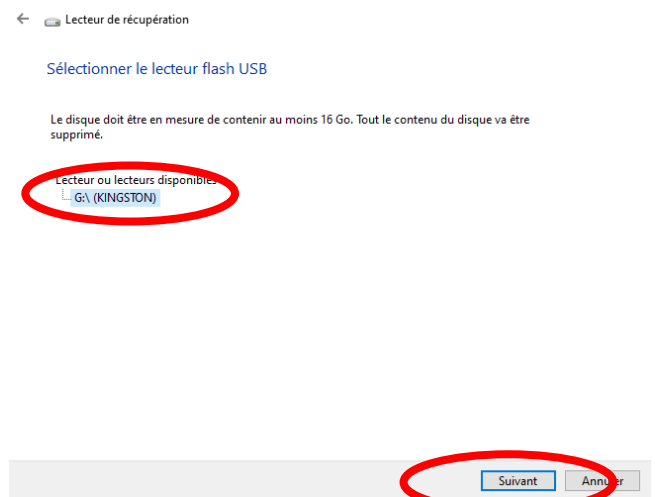 Lecteur de récupération
Sélectionner le lecteur flash USB
Le disque doit être en mesure de contenir au moins 16 Go. Tout le contenu du disque va être
supprimé.
Lecteur ou lecteurs disponibles
G:\ (KINGSTON)
Suivant Annuler